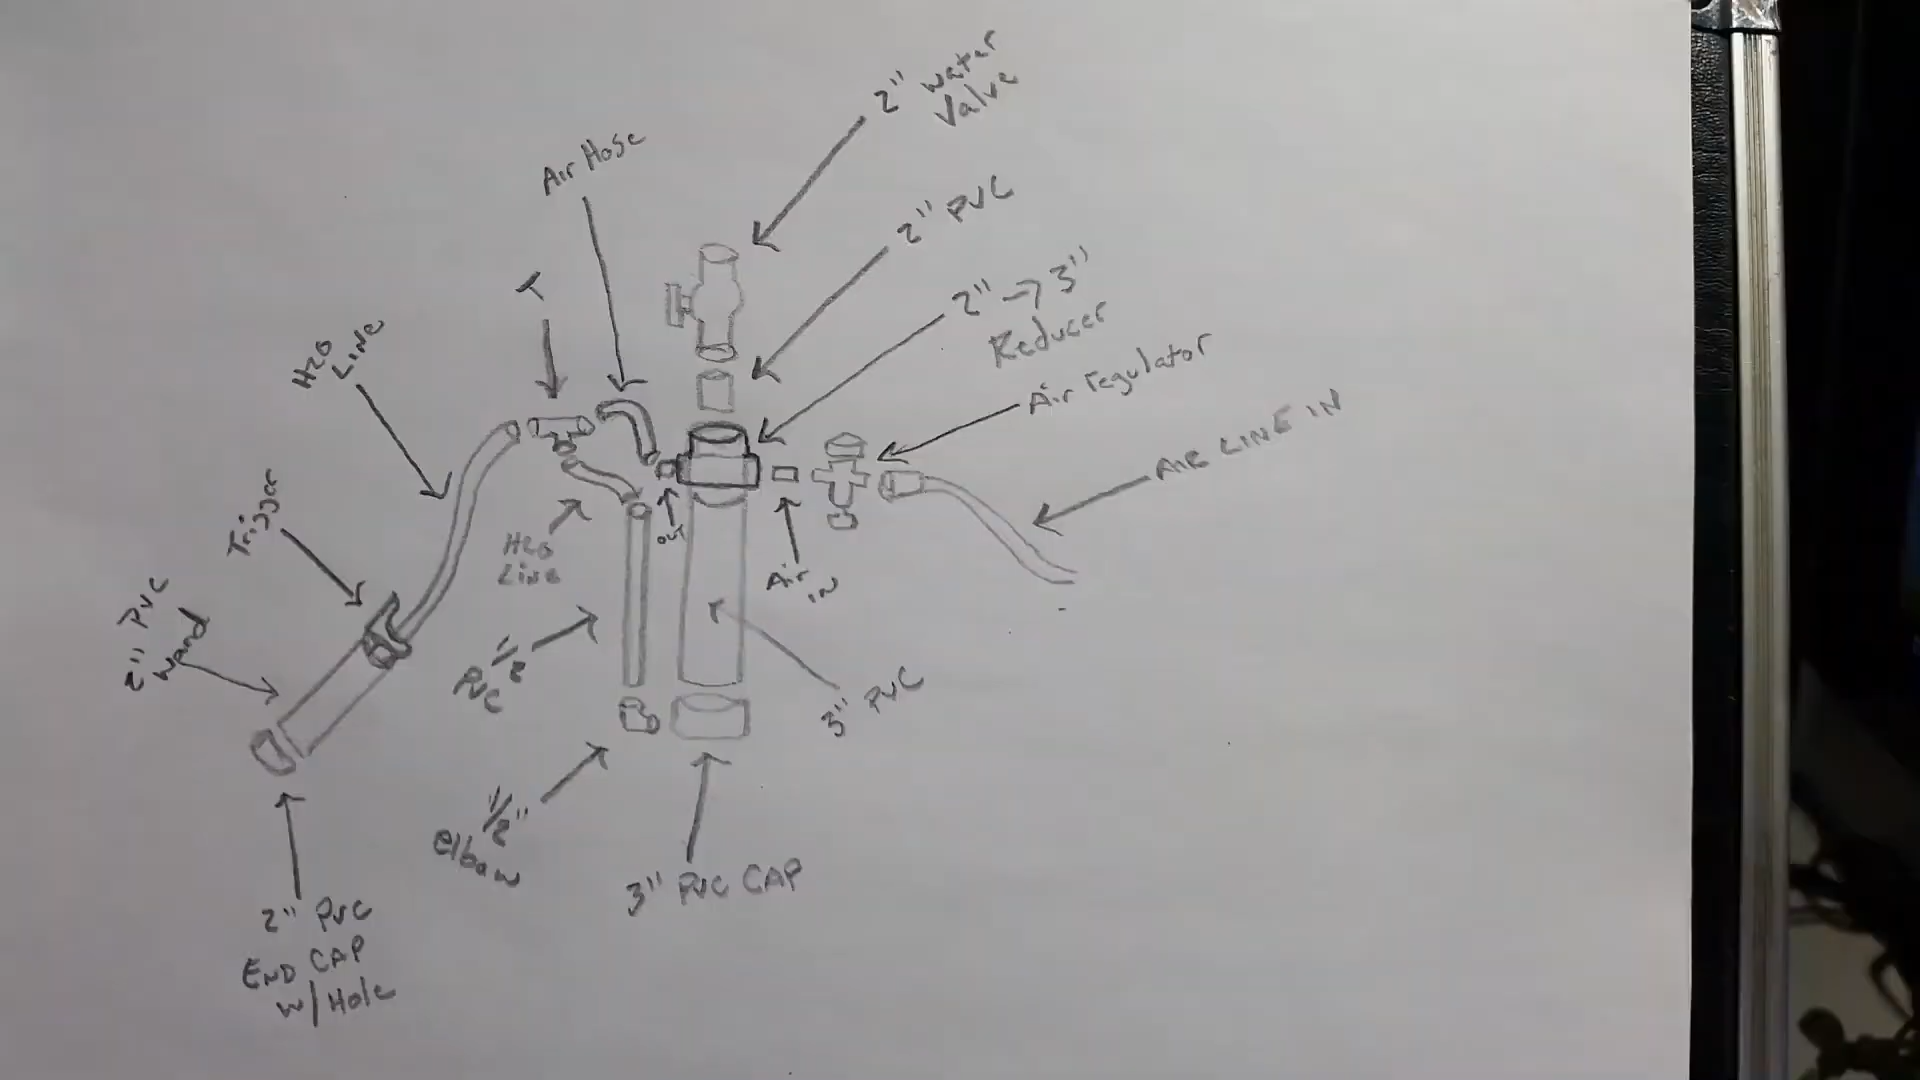 2" water
Valve
Air Hose
2" PVC
T
2" → 3"
Reducer
H2O
LINE
Air regulator
AIR LINE IN
Trigger
out
H2O
Line
Air
IN
2" PVC
wand
PVC 1/2
3" PVC
1/2"
elbow
3" PVC CAP
2" PVC
END CAP
w/Hole